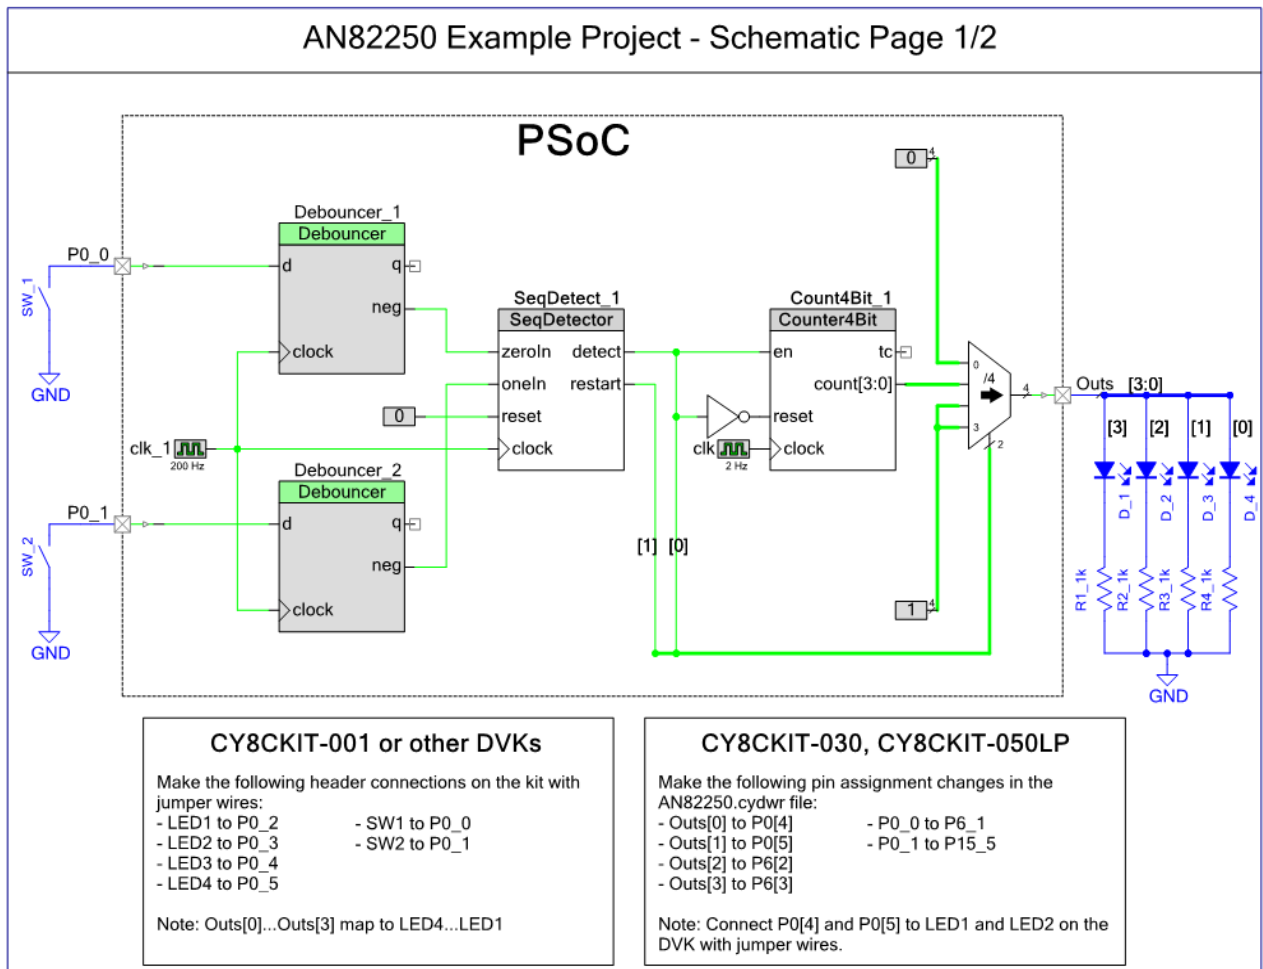 AN82250 Example Project - Schematic Page 1/2
PSoC
0
4
Debouncer_1
Debouncer
d
q
neg
clock
P0_0
SW_1
GND
SeqDetect_1
SeqDetector
zeroIn
detect
oneIn
restart
reset
clock
0
clk_1
200 Hz
Count4Bit_1
Counter4Bit
en
tc
count[3:0]
reset
clock
clk
2 Hz
0
/4
3
2
4
Outs
[3:0]
[3]
[2]
[1]
[0]
D_1
D_2
D_3
D_4
R1_1k
R2_1k
R3_1k
R4_1k
GND
Debouncer_2
Debouncer
d
q
neg
clock
P0_1
SW_2
GND
[1]
[0]
1
4
CY8CKIT-001 or other DVKs
Make the following header connections on the kit with
jumper wires:
- LED1 to P0_2
- SW1 to P0_0
- LED2 to P0_3
- SW2 to P0_1
- LED3 to P0_4
- LED4 to P0_5
Note: Outs[0]...Outs[3] map to LED4...LED1
CY8CKIT-030, CY8CKIT-050LP
Make the following pin assignment changes in the
AN82250.cydwr file:
- Outs[0] to P0[4]
- P0_0 to P6_1
- Outs[1] to P0[5]
- P0_1 to P15_5
- Outs[2] to P6[2]
- Outs[3] to P6[3]
Note: Connect P0[4] and P0[5] to LED1 and LED2 on the
DVK with jumper wires.